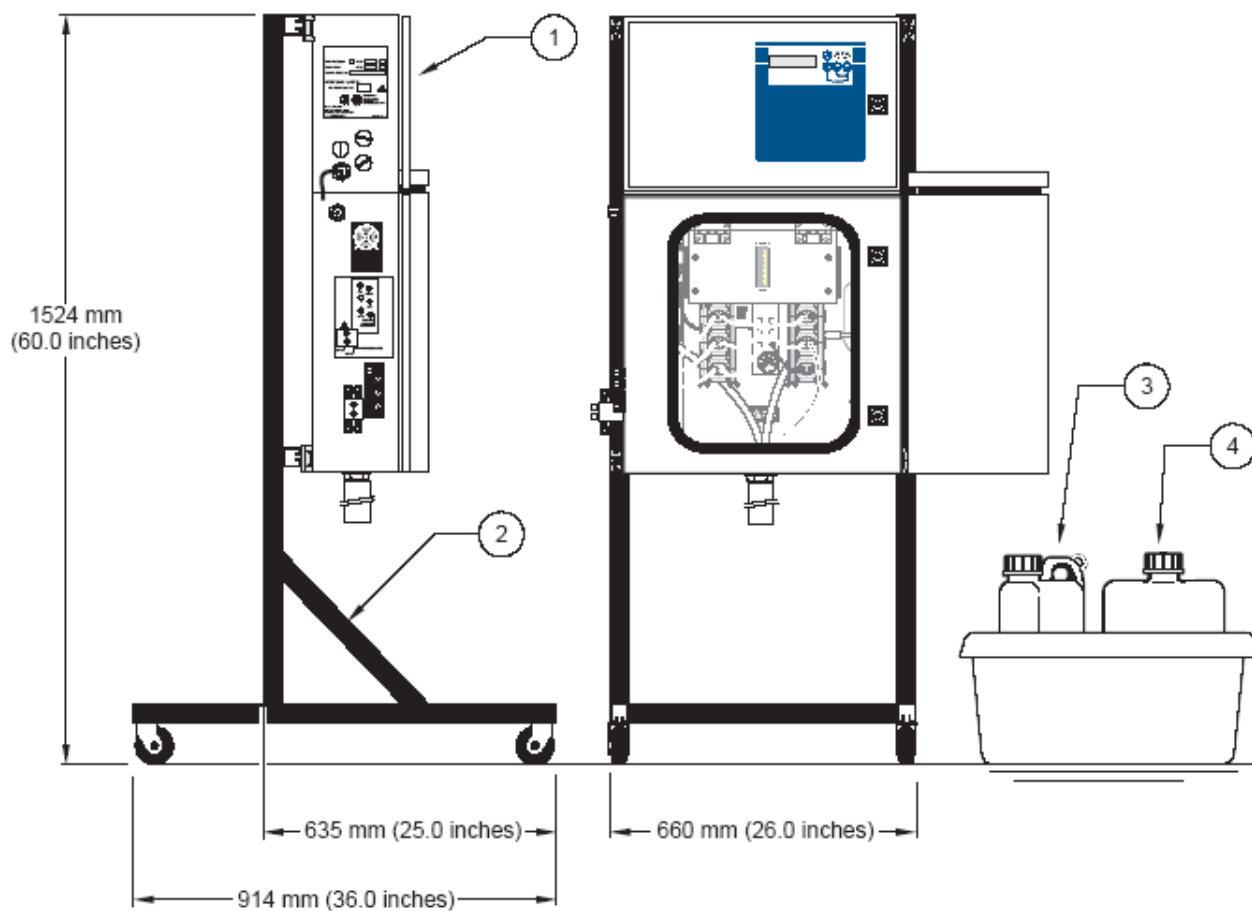 1
1524 mm
(60.0 inches)
2
3
4
635 mm (25.0 inches)
660 mm (26.0 inches)
914 mm (36.0 inches)